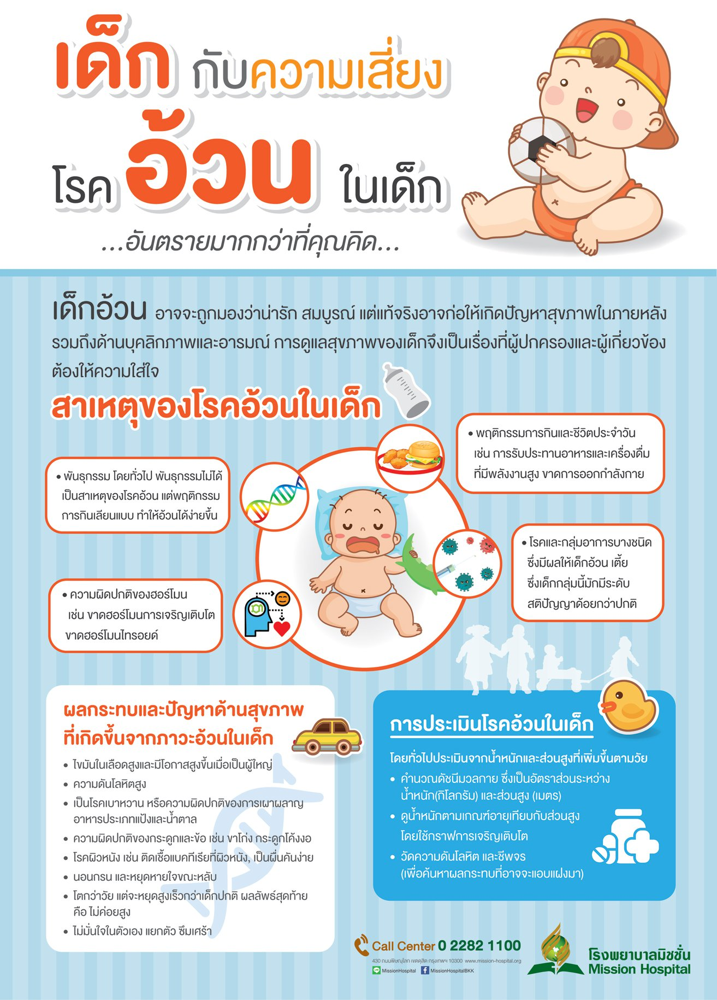 เด็ก กับความเสี่ยง
โรค อ้วน ในเด็ก
...อันตรายมากกว่าที่คุณคิด...
เด็กอ้วน อาจจะถูกมองว่าน่ารัก สมบูรณ์ แต่แท้จริงอาจก่อให้เกิดปัญหาสุขภาพในภายหลัง
รวมถึงด้านบุคลิกภาพและอารมณ์ การดูแลสุขภาพของเด็กจึงเป็นเรื่องที่ผู้ปกครองและผู้เกี่ยวข้อง
ต้องให้ความใส่ใจ
สาเหตุของโรคอ้วนในเด็ก
• พฤติกรรมการกินและชีวิตประจำวัน
เช่น การรับประทานอาหารและเครื่องดื่ม
ที่มีพลังงานสูง ขาดการออกกำลังกาย
• พันธุกรรม โดยทั่วไป พันธุกรรมไม่ได้
เป็นสาเหตุของโรคอ้วน แต่พฤติกรรม
การกินเลียนแบบ ทำให้อ้วนได้ง่ายขึ้น
• โรคและกลุ่มอาการบางชนิด
ซึ่งมีผลให้เด็กอ้วน เตี้ย
ซึ่งเด็กกลุ่มนี้มักมีระดับ
สติปัญญาด้อยกว่าปกติ
• ความผิดปกติของฮอร์โมน
เช่น ขาดฮอร์โมนการเจริญเติบโต
ขาดฮอร์โมนไทรอยด์
ผลกระทบและปัญหาด้านสุขภาพ
ที่เกิดขึ้นจากภาวะอ้วนในเด็ก
• ไขมันในเลือดสูงและมีโอกาสสูงขึ้นเมื่อเป็นผู้ใหญ่
• ความดันโลหิตสูง
• เป็นโรคเบาหวาน หรือความผิดปกติของการเผาผลาญ
อาหารประเภทแป้งและน้ำตาล
• ความผิดปกติของกระดูกและข้อ เช่น ขาโก่ง กระดูกโค้งงอ
• โรคผิวหนัง เช่น ติดเชื้อแบคทีเรียที่ผิวหนัง, เป็นผื่นคันง่าย
• นอนกรน และหยุดหายใจขณะหลับ
• โตกว่าวัย แต่จะหยุดสูงเร็วกว่าเด็กปกติ ผลลัพธ์สุดท้าย
คือ ไม่ค่อยสูง
• ไม่มั่นใจในตัวเอง แยกตัว ซึมเศร้า
การประเมินโรคอ้วนในเด็ก
โดยทั่วไปประเมินจากน้ำหนักและส่วนสูงที่เพิ่มขึ้นตามวัย
• คำนวณดัชนีมวลกาย ซึ่งเป็นอัตราส่วนระหว่าง
น้ำหนัก(กิโลกรัม) และส่วนสูง (เมตร)
• ดูน้ำหนักตามเกณฑ์อายุเทียบกับส่วนสูง
โดยใช้กราฟการเจริญเติบโต
• วัดความดันโลหิต และชีพจร
(เพื่อค้นหาผลกระทบที่อาจจะแอบแฝงมา)
Call Center 0 2282 1100
430 ถนนพิษณุโลก เขตดุสิต กรุงเทพฯ 10300 www.mission-hospital.org
LINE MissionHospital f MissionHospitalBKK
โรงพยาบาลมิชชั่น
Mission Hospital